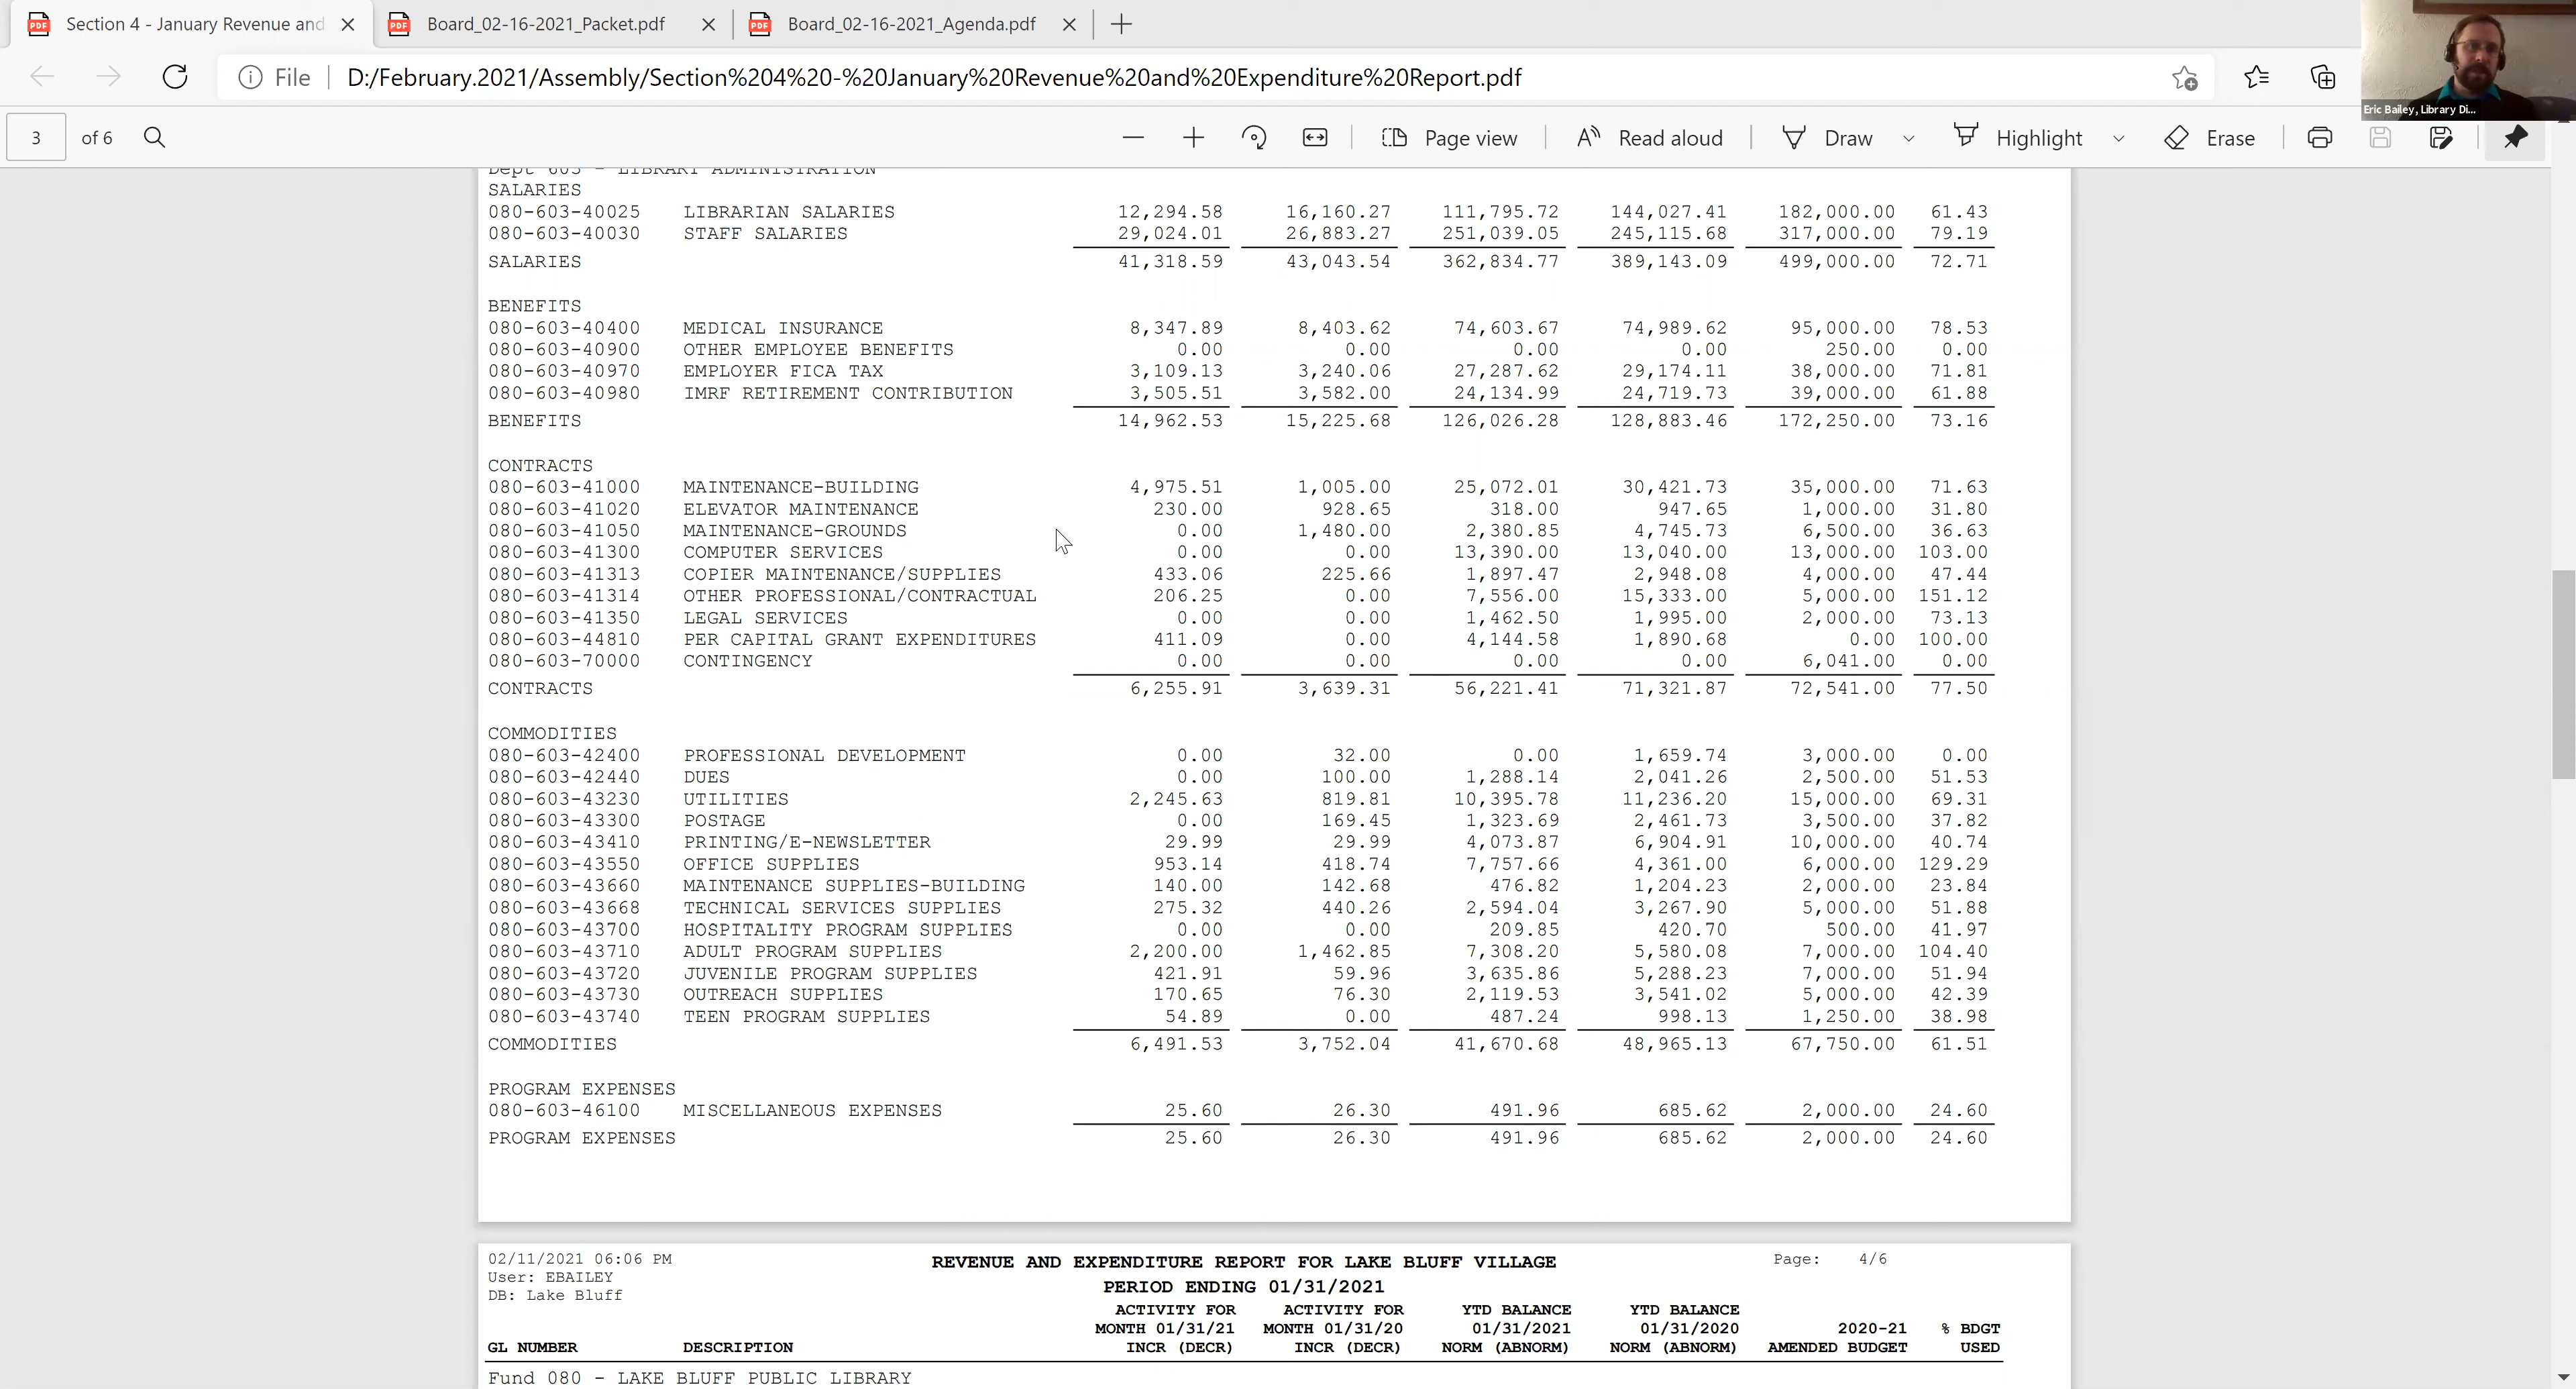 Section 4 - January Revenue and
Board_02-16-2021_Packet.pdf
Board_02-16-2021_Agenda.pdf
File
D:/February.2021/Assembly/Section%204%20-%20January%20Revenue%20and%20Expenditure%20Report.pdf
Eric Bailey, Library Di...
3 of 6
Page view
Read aloud
Draw
Highlight
Erase
Dept 603 - LIBRARY ADMINISTRATION
SALARIES
080-603-40025 LIBRARIAN SALARIES 12,294.58 16,160.27 111,795.72 144,027.41 182,000.00 61.43
080-603-40030 STAFF SALARIES 29,024.01 26,883.27 251,039.05 245,115.68 317,000.00 79.19
SALARIES 41,318.59 43,043.54 362,834.77 389,143.09 499,000.00 72.71
BENEFITS
080-603-40400 MEDICAL INSURANCE 8,347.89 8,403.62 74,603.67 74,989.62 95,000.00 78.53
080-603-40900 OTHER EMPLOYEE BENEFITS 0.00 0.00 0.00 0.00 250.00 0.00
080-603-40970 EMPLOYER FICA TAX 3,109.13 3,240.06 27,287.62 29,174.11 38,000.00 71.81
080-603-40980 IMRF RETIREMENT CONTRIBUTION 3,505.51 3,582.00 24,134.99 24,719.73 39,000.00 61.88
BENEFITS 14,962.53 15,225.68 126,026.28 128,883.46 172,250.00 73.16
CONTRACTS
080-603-41000 MAINTENANCE-BUILDING 4,975.51 1,005.00 25,072.01 30,421.73 35,000.00 71.63
080-603-41020 ELEVATOR MAINTENANCE 230.00 928.65 318.00 947.65 1,000.00 31.80
080-603-41050 MAINTENANCE-GROUNDS 0.00 1,480.00 2,380.85 4,745.73 6,500.00 36.63
080-603-41300 COMPUTER SERVICES 0.00 0.00 13,390.00 13,040.00 13,000.00 103.00
080-603-41313 COPIER MAINTENANCE/SUPPLIES 433.06 225.66 1,897.47 2,948.08 4,000.00 47.44
080-603-41314 OTHER PROFESSIONAL/CONTRACTUAL 206.25 0.00 7,556.00 15,333.00 5,000.00 151.12
080-603-41350 LEGAL SERVICES 0.00 0.00 1,462.50 1,995.00 2,000.00 73.13
080-603-44810 PER CAPITAL GRANT EXPENDITURES 411.09 0.00 4,144.58 1,890.68 0.00 100.00
080-603-70000 CONTINGENCY 0.00 0.00 0.00 0.00 6,041.00 0.00
CONTRACTS 6,255.91 3,639.31 56,221.41 71,321.87 72,541.00 77.50
COMMODITIES
080-603-42400 PROFESSIONAL DEVELOPMENT 0.00 32.00 0.00 1,659.74 3,000.00 0.00
080-603-42440 DUES 0.00 100.00 1,288.14 2,041.26 2,500.00 51.53
080-603-43230 UTILITIES 2,245.63 819.81 10,395.78 11,236.20 15,000.00 69.31
080-603-43300 POSTAGE 0.00 169.45 1,323.69 2,461.73 3,500.00 37.82
080-603-43410 PRINTING/E-NEWSLETTER 29.99 29.99 4,073.87 6,904.91 10,000.00 40.74
080-603-43550 OFFICE SUPPLIES 953.14 418.74 7,757.66 4,361.00 6,000.00 129.29
080-603-43660 MAINTENANCE SUPPLIES-BUILDING 140.00 142.68 476.82 1,204.23 2,000.00 23.84
080-603-43668 TECHNICAL SERVICES SUPPLIES 275.32 440.26 2,594.04 3,267.90 5,000.00 51.88
080-603-43700 HOSPITALITY PROGRAM SUPPLIES 0.00 0.00 209.85 420.70 500.00 41.97
080-603-43710 ADULT PROGRAM SUPPLIES 2,200.00 1,462.85 7,308.20 5,580.08 7,000.00 104.40
080-603-43720 JUVENILE PROGRAM SUPPLIES 421.91 59.96 3,635.86 5,288.23 7,000.00 51.94
080-603-43730 OUTREACH SUPPLIES 170.65 76.30 2,119.53 3,541.02 5,000.00 42.39
080-603-43740 TEEN PROGRAM SUPPLIES 54.89 0.00 487.24 998.13 1,250.00 38.98
COMMODITIES 6,491.53 3,752.04 41,670.68 48,965.13 67,750.00 61.51
PROGRAM EXPENSES
080-603-46100 MISCELLANEOUS EXPENSES 25.60 26.30 491.96 685.62 2,000.00 24.60
PROGRAM EXPENSES 25.60 26.30 491.96 685.62 2,000.00 24.60
02/11/2021 06:06 PM REVENUE AND EXPENDITURE REPORT FOR LAKE BLUFF VILLAGE Page: 4/6
User: EBAILEY
DB: Lake Bluff
PERIOD ENDING 01/31/2021
ACTIVITY FOR ACTIVITY FOR YTD BALANCE YTD BALANCE
MONTH 01/31/21 MONTH 01/31/20 01/31/2021 01/31/2020 2020-21 % BDGT
GL NUMBER DESCRIPTION INCR (DECR) INCR (DECR) NORM (ABNORM) NORM (ABNORM) AMENDED BUDGET USED
Fund 080 - LAKE BLUFF PUBLIC LIBRARY